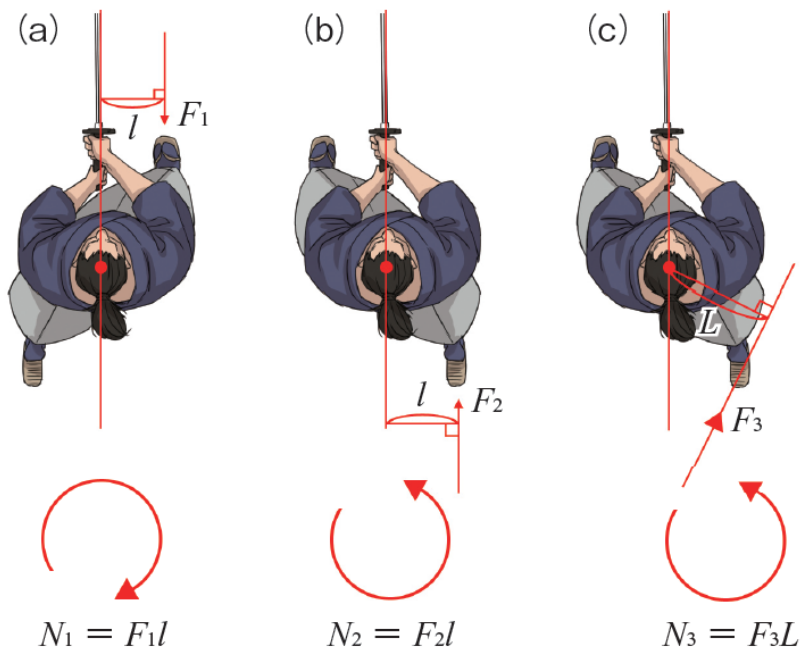 (a)
(b)
(c)
l
F₁
L
l
F₂
F₃
N₁ = F₁l
N₂ = F₂l
N₃ = F₃L